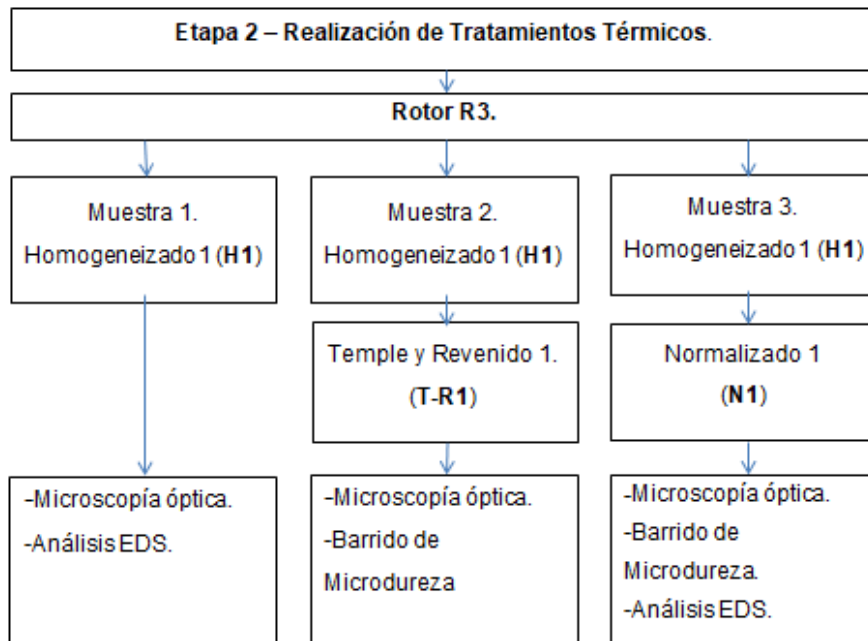 Etapa 2 – Realización de Tratamientos Térmicos.
Rotor R3.
Muestra 1.
Homogeneizado 1 (H1)
Muestra 2.
Homogeneizado 1 (H1)
Muestra 3.
Homogeneizado 1 (H1)
Temple y Revenido 1.
(T-R1)
Normalizado 1
(N1)
-Microscopía óptica.
-Análisis EDS.
-Microscopía óptica.
-Barrido de
Microdureza
-Microscopía óptica.
-Barrido de
Microdureza.
-Análisis EDS.